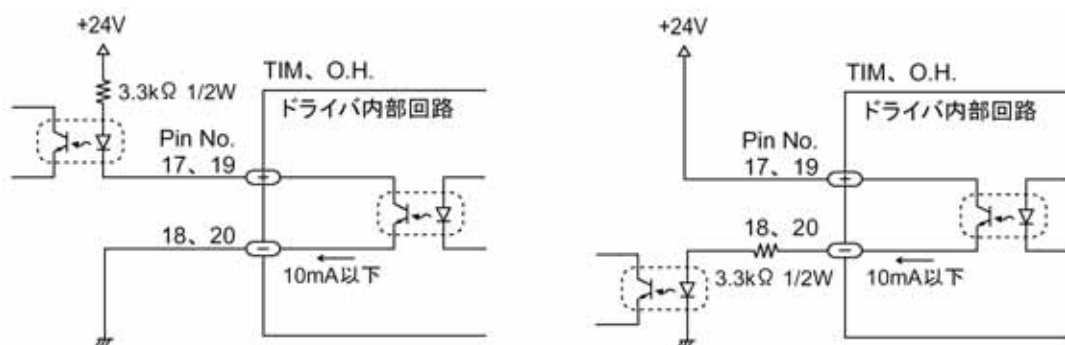 +24V
3.3kΩ 1/2W
TIM、O.H.
ドライバ内部回路
Pin No.
17、19
18、20
10mA以下
+24V
TIM、O.H.
ドライバ内部回路
Pin No.
17、19
18、20
3.3kΩ 1/2W
10mA以下